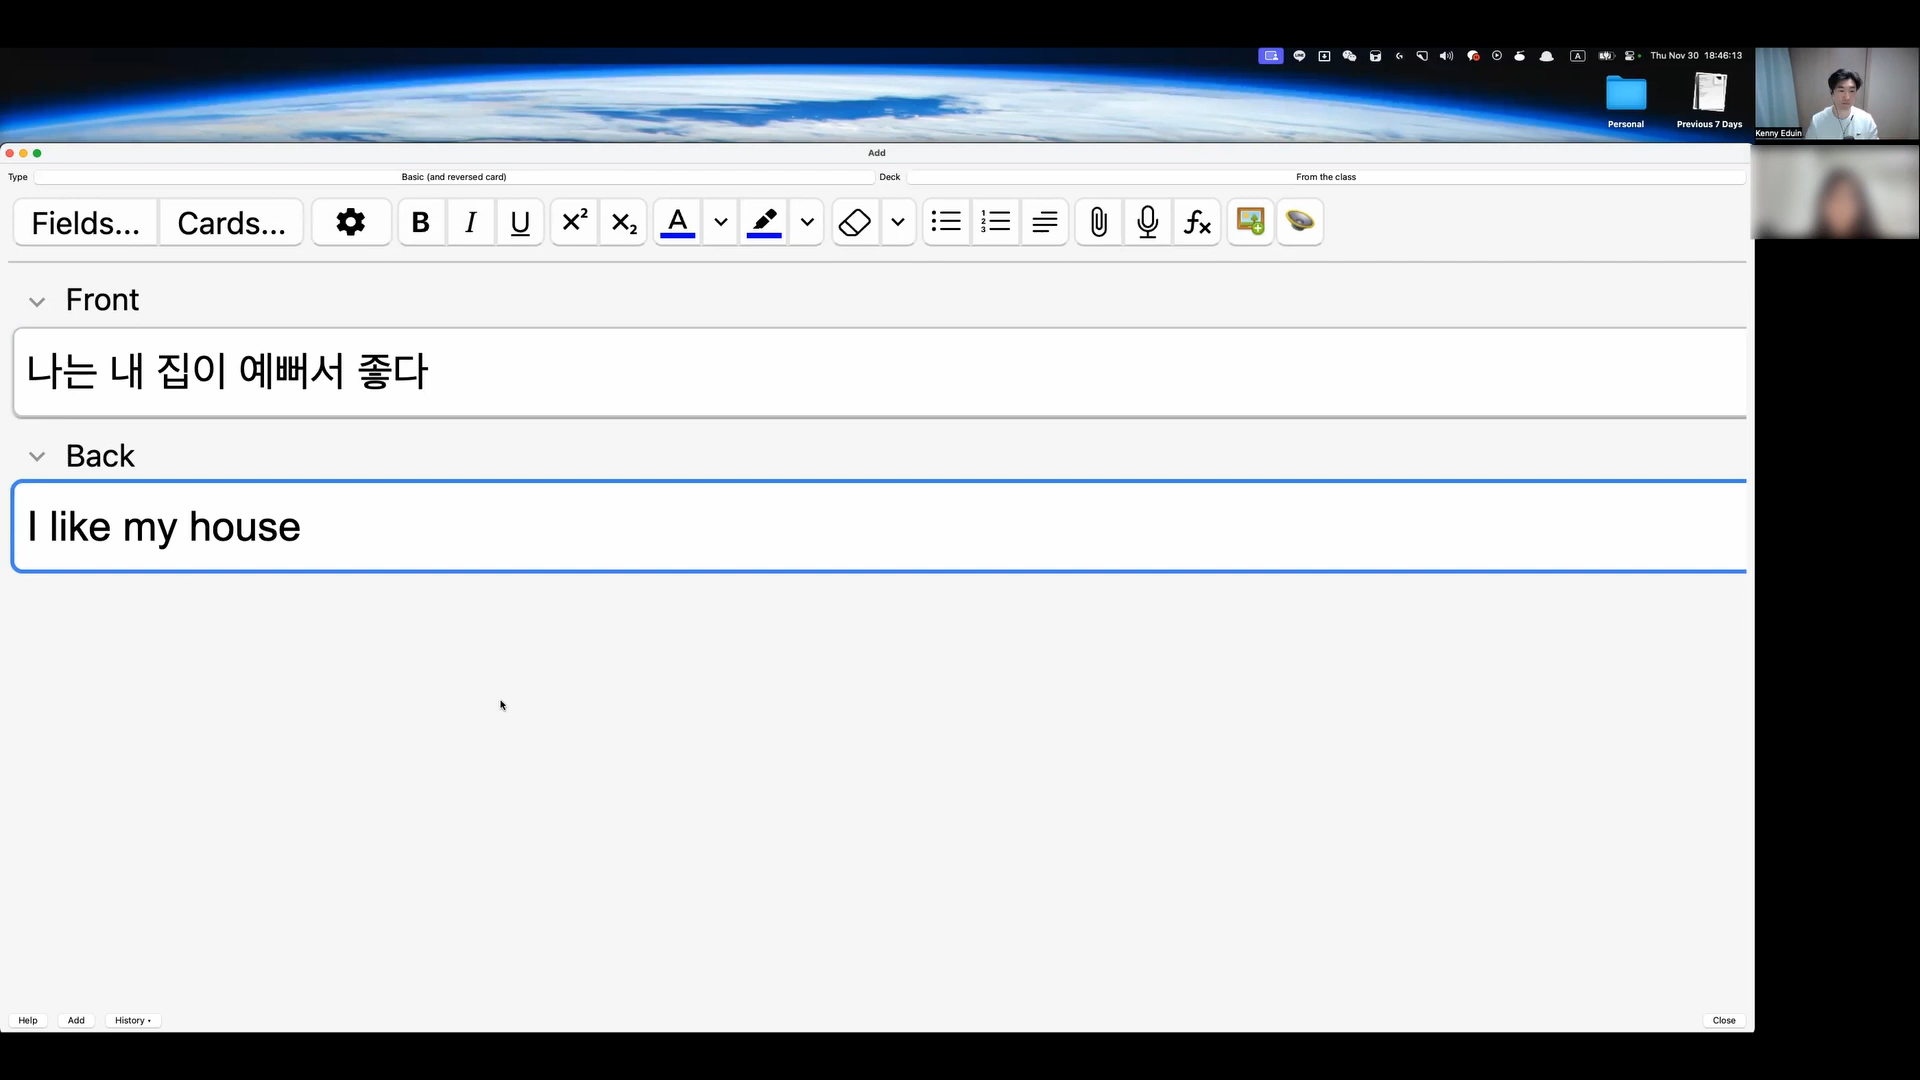 Thu Nov 30 18:46:13
Personal
Previous 7 Days
Kenny Eduin
Add
Type Basic (and reversed card) Deck From the class
Fields... Cards...
Front
나는 내 집이 예뻐서 좋다
Back
I like my house
Help Add History Close